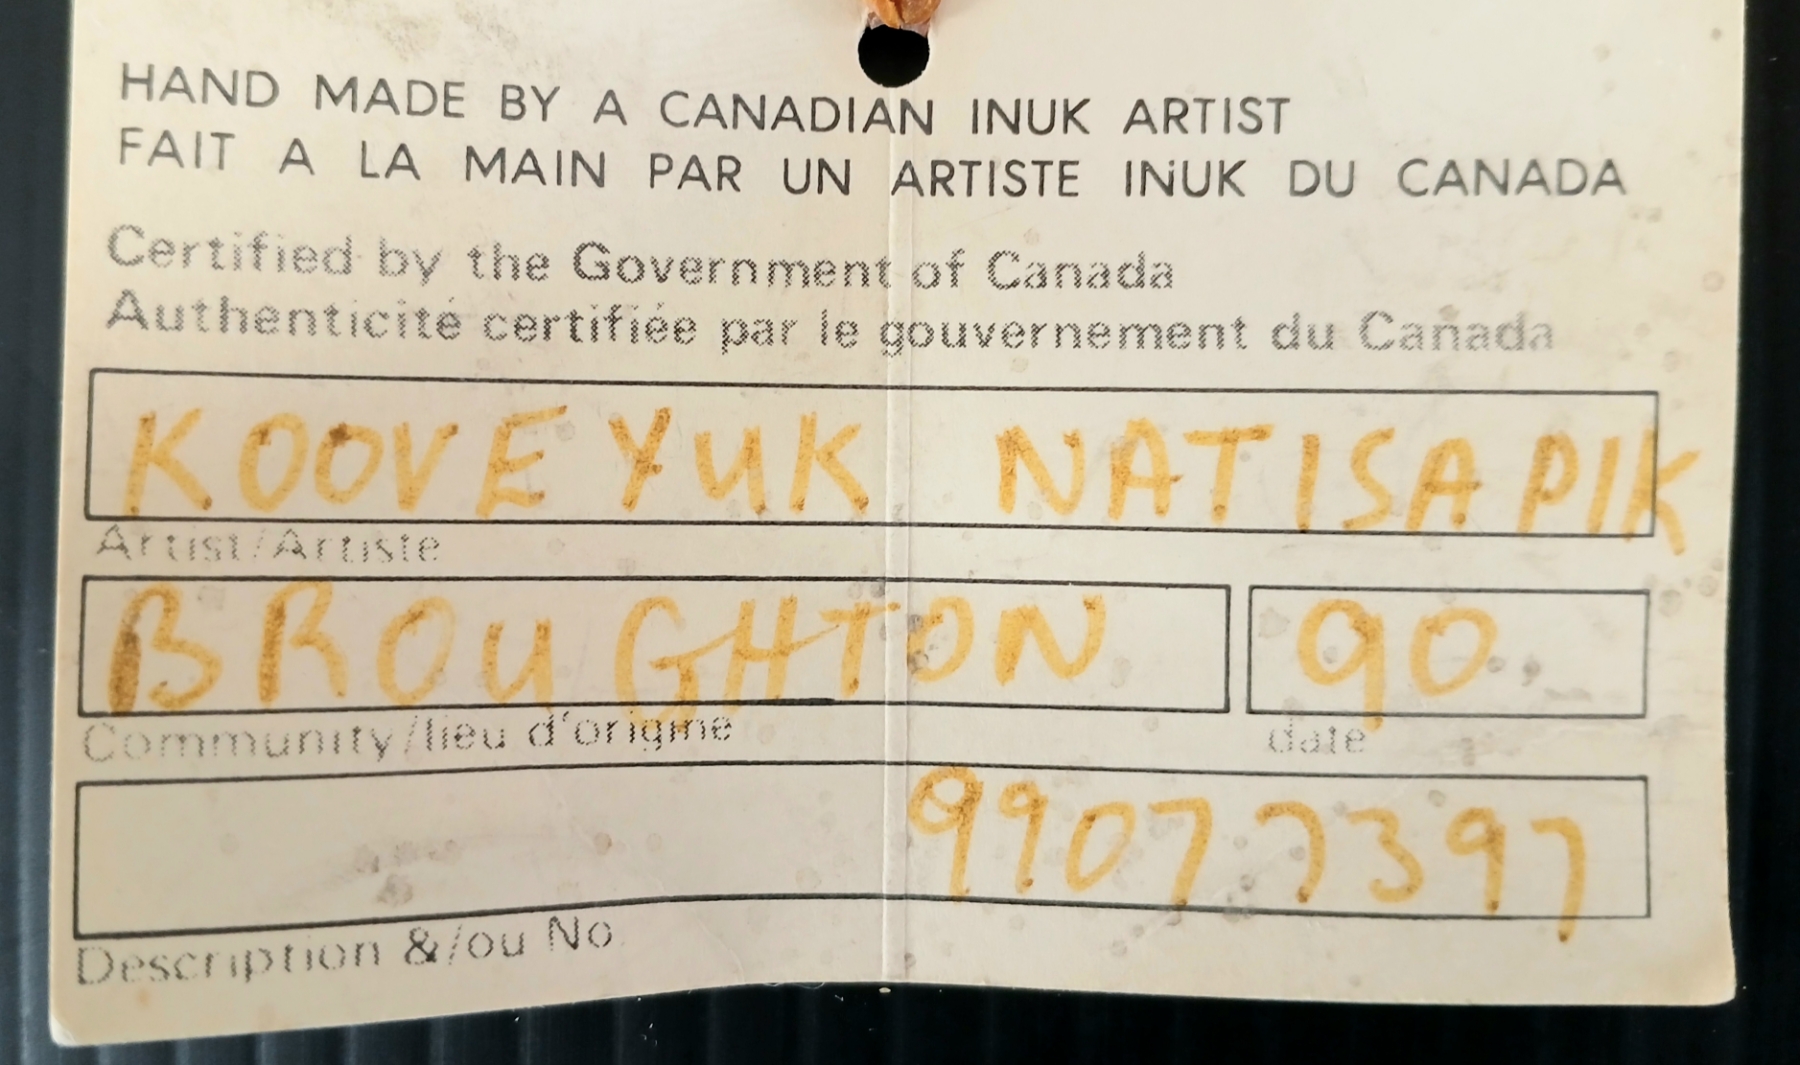 HAND MADE BY A CANADIAN INUK ARTIST
FAIT A LA MAIN PAR UN ARTISTE INUK DU CANADA
Certified by the Government of Canada
Authenticité certifiée par le gouvernement du Canada
KOOVEYUK NATISAPIK
Artist/Artiste
BROUGHTON 90
Community/lieu d'origine date
99077397
Description &/ou No